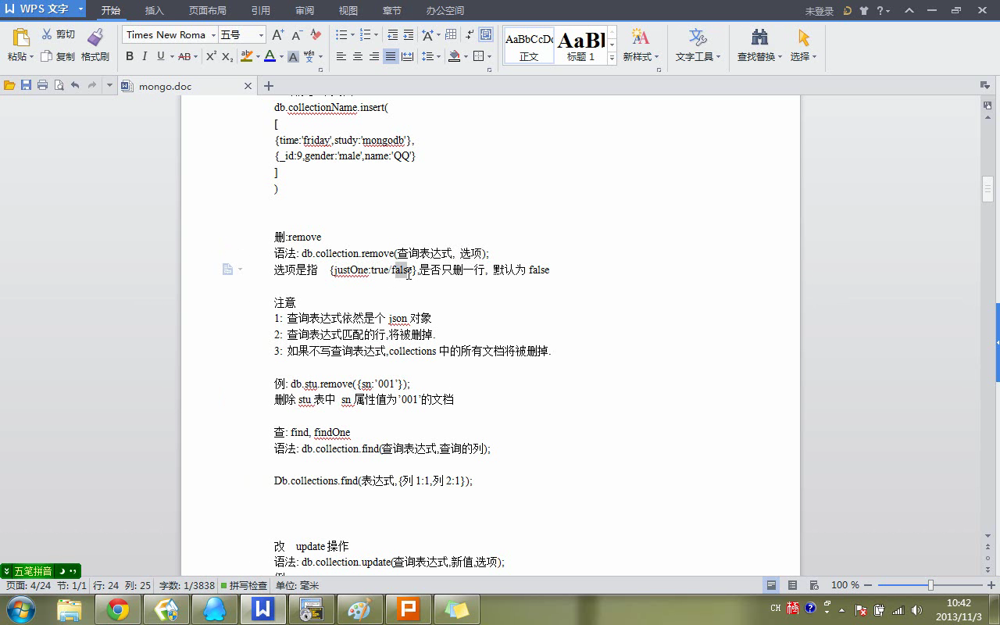 WPS 文字 开始 插入 页面布局 引用 审阅 视图 章节 办公空间 未登录
粘贴 剪切 复制 格式刷 Times New Roma 五号 AaBbCcDc 正文 AaBl 标题 1 新样式 文字工具 查找替换 选择
B I U AB X² X₂ ab A A wén
mongo.doc
db.collectionName.insert(
[
{time:'friday',study:'mongodb'},
{_id:9,gender:'male',name:'QQ'}
]
)
删:remove
语法: db.collection.remove(查询表达式, 选项);
选项是指 {justOne:true/false},是否只删一行, 默认为 false
注意
1: 查询表达式依然是个 json 对象
2: 查询表达式匹配的行,将被删掉.
3: 如果不写查询表达式,collections 中的所有文档将被删掉.
例: db.stu.remove({sn:’001’});
删除 stu 表中 sn 属性值为’001’的文档
查: find, findOne
语法: db.collection.find(查询表达式,查询的列);
Db.collections.find(表达式,{列 1:1,列 2:1});
改 update 操作
语法: db.collection.update(查询表达式,新值,选项);
五笔拼音
页面: 4/24 节: 1/1 行: 24 列: 25 字数: 1/3838 拼写检查 单位: 毫米 100 %
CH 10:42
2013/11/3